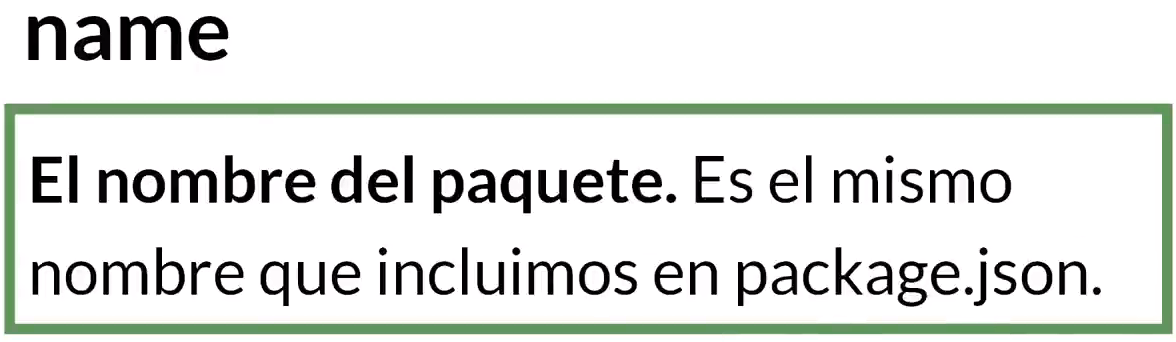 name
El nombre del paquete. Es el mismo
nombre que incluimos en package.json.